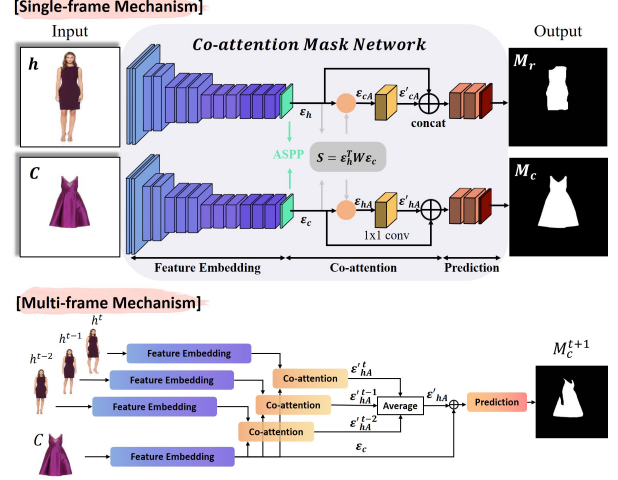 [Single-frame Mechanism]
Input
Output
Co-attention Mask Network
h
M_r
ε_h
ε_cA
ε'_cA
concat
ASPP
S = ε_h^T W ε_c
C
M_c
ε_c
ε_hA
ε'_hA
1x1 conv
Feature Embedding
Co-attention
Prediction
[Multi-frame Mechanism]
h^t
h^{t-1}
h^{t-2}
M_c^{t+1}
Feature Embedding
Co-attention
ε'_hA^t
Feature Embedding
Co-attention
ε'_hA^{t-1}
Average
ε'_hA
Prediction
Feature Embedding
Co-attention
ε'_hA^{t-2}
C
Feature Embedding
ε_c